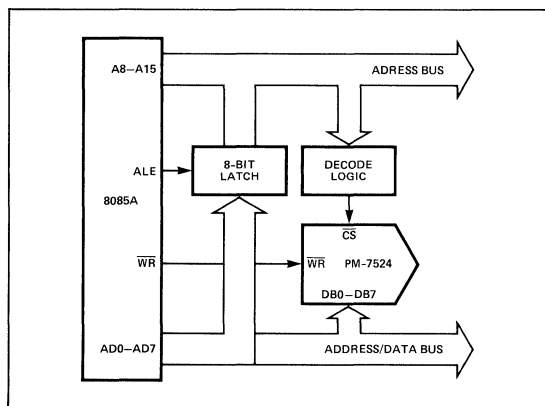 A8–A15
ADRESS BUS
ALE
8-BIT
LATCH
DECODE
LOGIC
8085A
CS
WR
WR
PM-7524
DB0–DB7
AD0–AD7
ADDRESS/DATA BUS